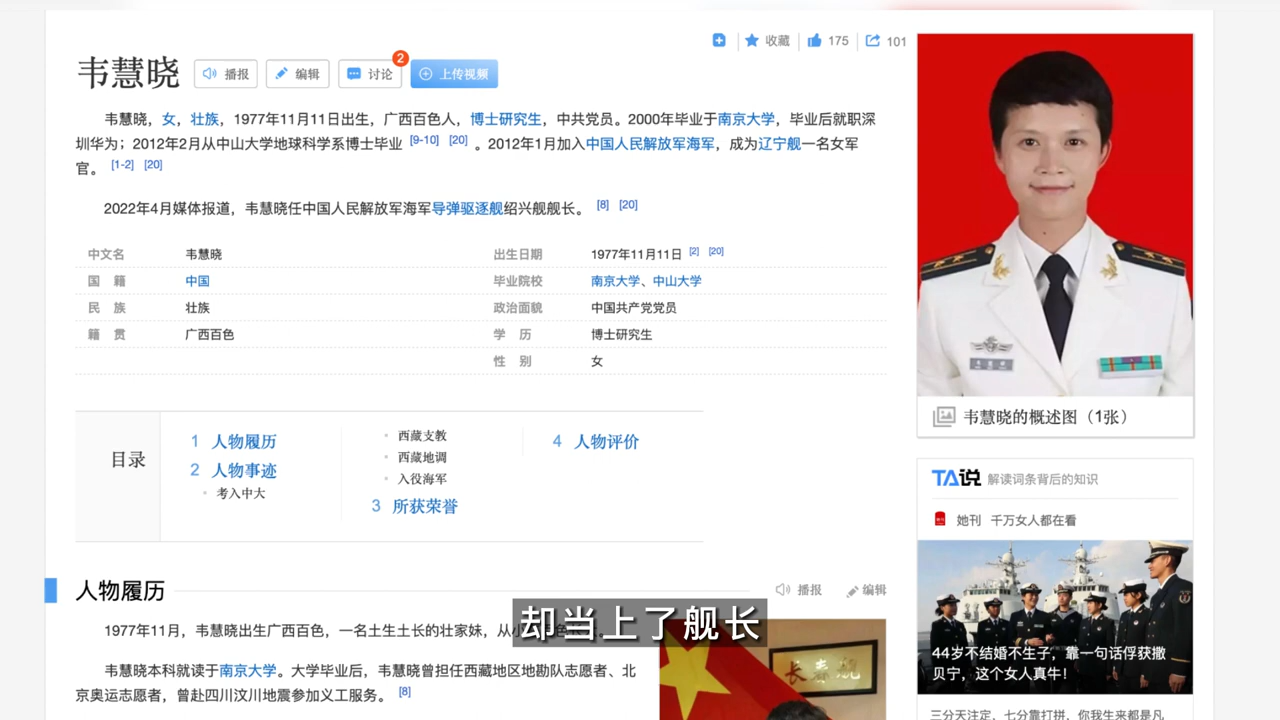 韦慧晓
播报
编辑
讨论
2
上传视频
收藏
175
101
韦慧晓，女，壮族，1977年11月11日出生，广西百色人，博士研究生，中共党员。2000年毕业于南京大学，毕业后就职深
圳华为；2012年2月从中山大学地球科学系博士毕业 [9-10] [20] 。2012年1月加入中国人民解放军海军，成为辽宁舰一名女军
官。 [1-2] [20]
2022年4月媒体报道，韦慧晓任中国人民解放军海军导弹驱逐舰绍兴舰舰长。 [8] [20]
中文名 韦慧晓
出生日期 1977年11月11日 [2] [20]
国 籍 中国
毕业院校 南京大学、中山大学
民 族 壮族
政治面貌 中国共产党党员
籍 贯 广西百色
学 历 博士研究生
性 别 女
韦慧晓的概述图（1张）
目录
1 人物履历
2 人物事迹
考入中大
西藏支教
西藏地调
入役海军
3 所获荣誉
4 人物评价
TA说 解读词条背后的知识
她刊 千万女人都在看
44岁不结婚不生子，靠一句话俘获撒
贝宁，这个女人真牛！
三分天注定，七分靠打拼，你我生来都是凡
人物履历
播报
编辑
1977年11月，韦慧晓出生广西百色，一名土生土长的壮家妹，从小
却当上了舰长
韦慧晓本科就读于南京大学。大学毕业后，韦慧晓曾担任西藏地区地勘队志愿者、北
京奥运志愿者，曾赴四川汶川地震参加义工服务。 [8]
长春舰